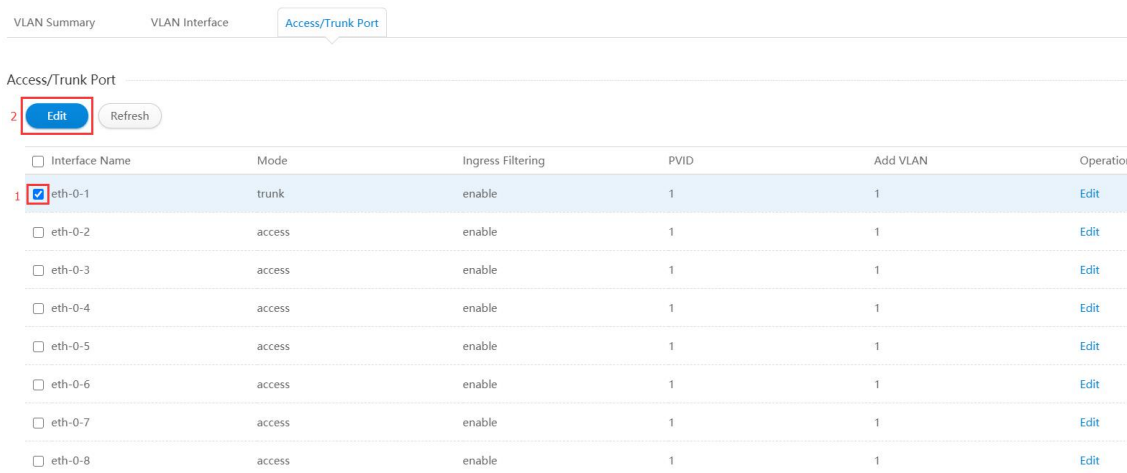 VLAN Summary VLAN Interface Access/Trunk Port
Access/Trunk Port
2 Edit Refresh
Interface Name Mode Ingress Filtering PVID Add VLAN Operation
1 eth-0-1 trunk enable 1 1 Edit
eth-0-2 access enable 1 1 Edit
eth-0-3 access enable 1 1 Edit
eth-0-4 access enable 1 1 Edit
eth-0-5 access enable 1 1 Edit
eth-0-6 access enable 1 1 Edit
eth-0-7 access enable 1 1 Edit
eth-0-8 access enable 1 1 Edit